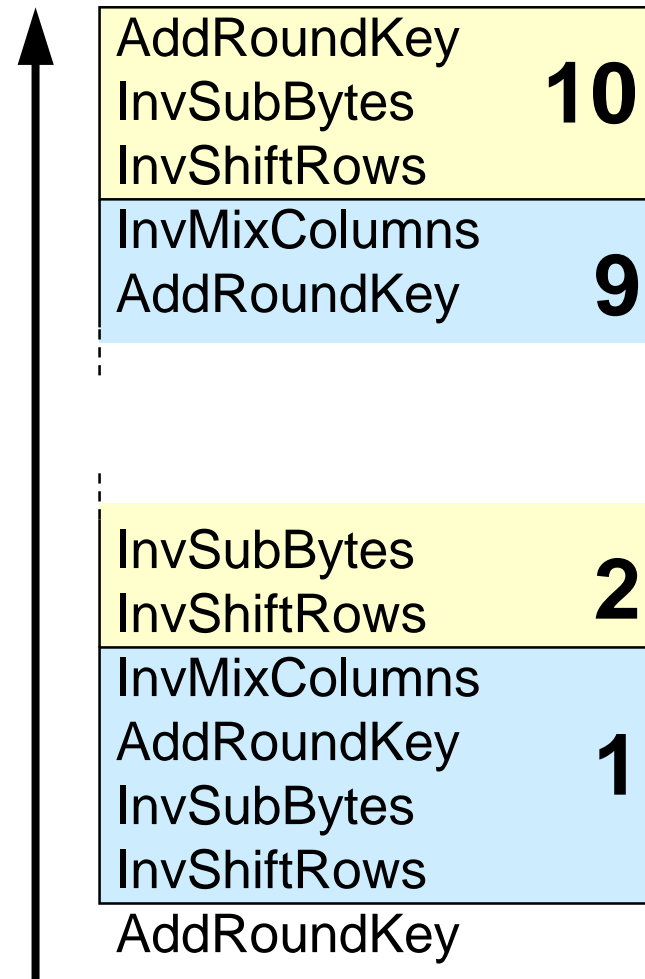 AddRoundKey
InvSubBytes 10
InvShiftRows
InvMixColumns
AddRoundKey 9
InvSubBytes
InvShiftRows 2
InvMixColumns
AddRoundKey 1
InvSubBytes
InvShiftRows
AddRoundKey